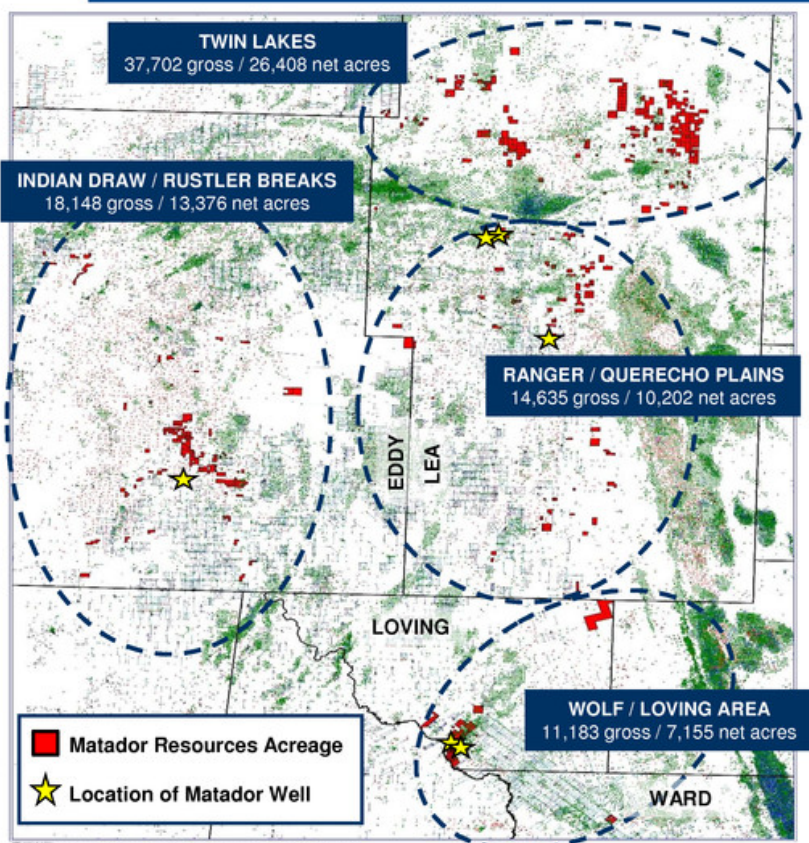 TWIN LAKES
37,702 gross / 26,408 net acres
INDIAN DRAW / RUSTLER BREAKS
18,148 gross / 13,376 net acres
RANGER / QUERECHO PLAINS
14,635 gross / 10,202 net acres
EDDY
LEA
LOVING
WOLF / LOVING AREA
11,183 gross / 7,155 net acres
WARD
Matador Resources Acreage
Location of Matador Well